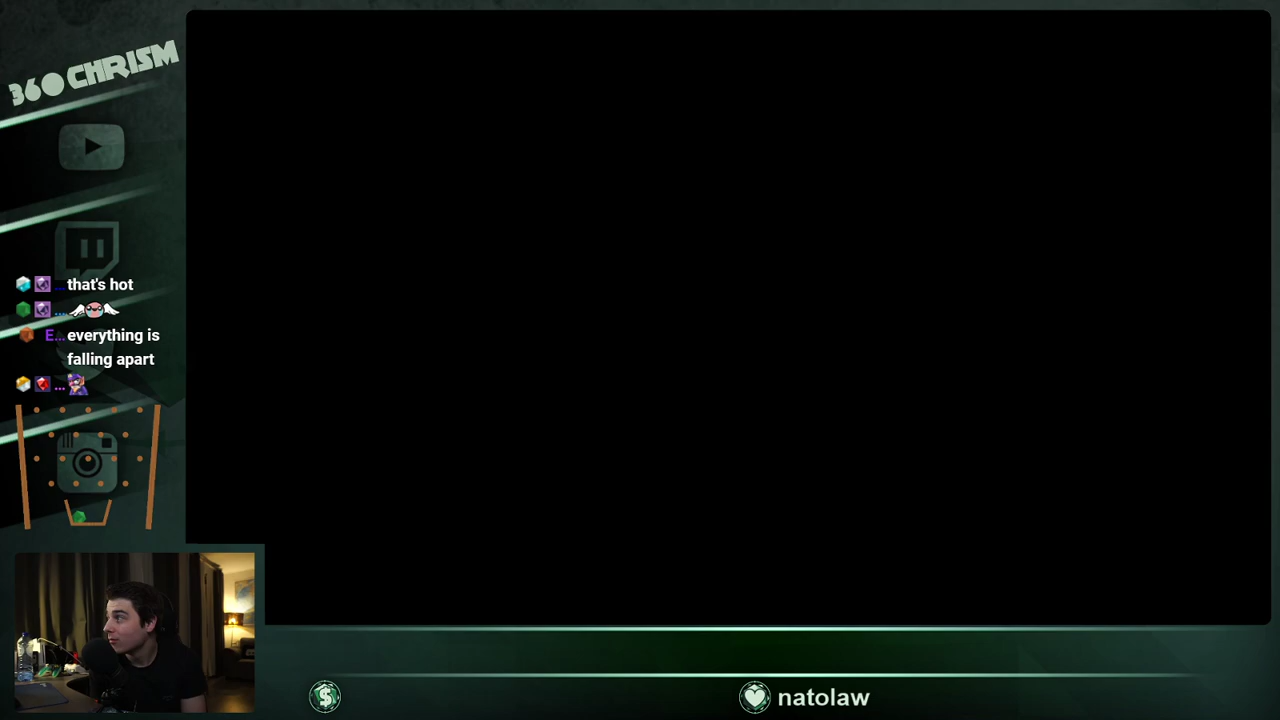 360 CHRISM
that's hot
...
E... everything is
falling apart
...
natolaw